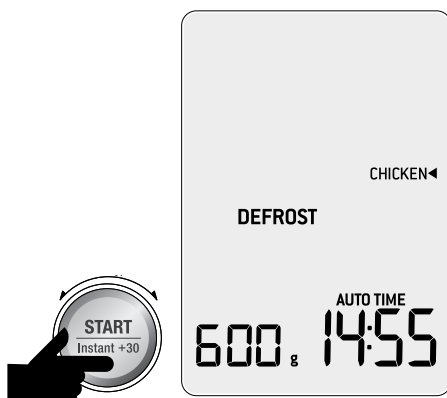 CHICKEN◀
DEFROST
START
Instant +30
AUTO TIME
600 g 14:55